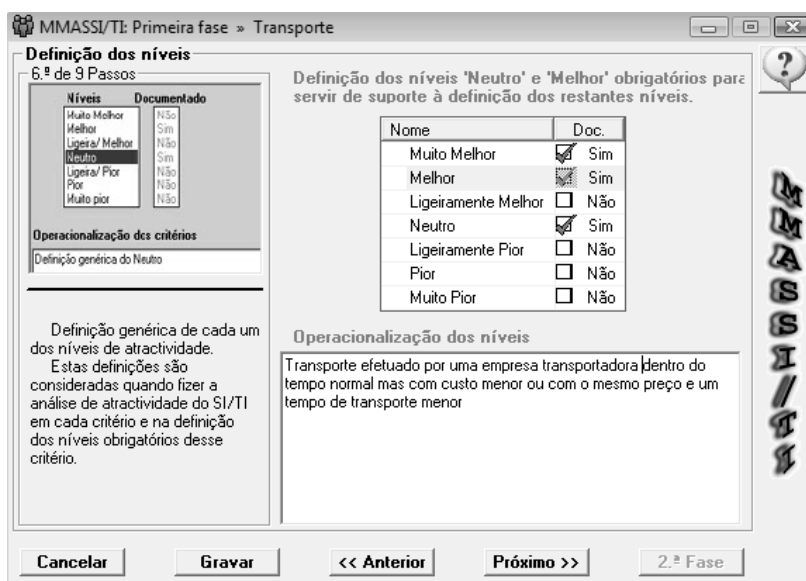 MMASSI/TI: Primeira fase » Transporte
Definição dos níveis
6.º de 9 Passos
Níveis Documentado
Muito Melhor Não
Melhor Sim
Ligeira/ Melhor Não
Neutro Sim
Ligeira/ Pior Não
Pior Não
Muito pior Não
Operacionalização dos critérios
Definição genérica do Neutro
Definição genérica de cada um
dos níveis de atractividade.
Estas definições são
consideradas quando fizer a
análise de atractividade do SI/TI
em cada critério e na definição
dos níveis obrigatórios desse
critério.
Definição dos níveis 'Neutro' e 'Melhor' obrigatórios para
servir de suporte à definição dos restantes níveis.
Nome Doc.
Muito Melhor Sim
Melhor Sim
Ligeiramente Melhor Não
Neutro Sim
Ligeiramente Pior Não
Pior Não
Muito Pior Não
Operacionalização dos níveis
Transporte efetuado por uma empresa transportadora dentro do
tempo normal mas com custo menor ou com o mesmo preço e um
tempo de transporte menor
?
MMASSI/TI
Cancelar Gravar << Anterior Próximo >> 2.ª Fase